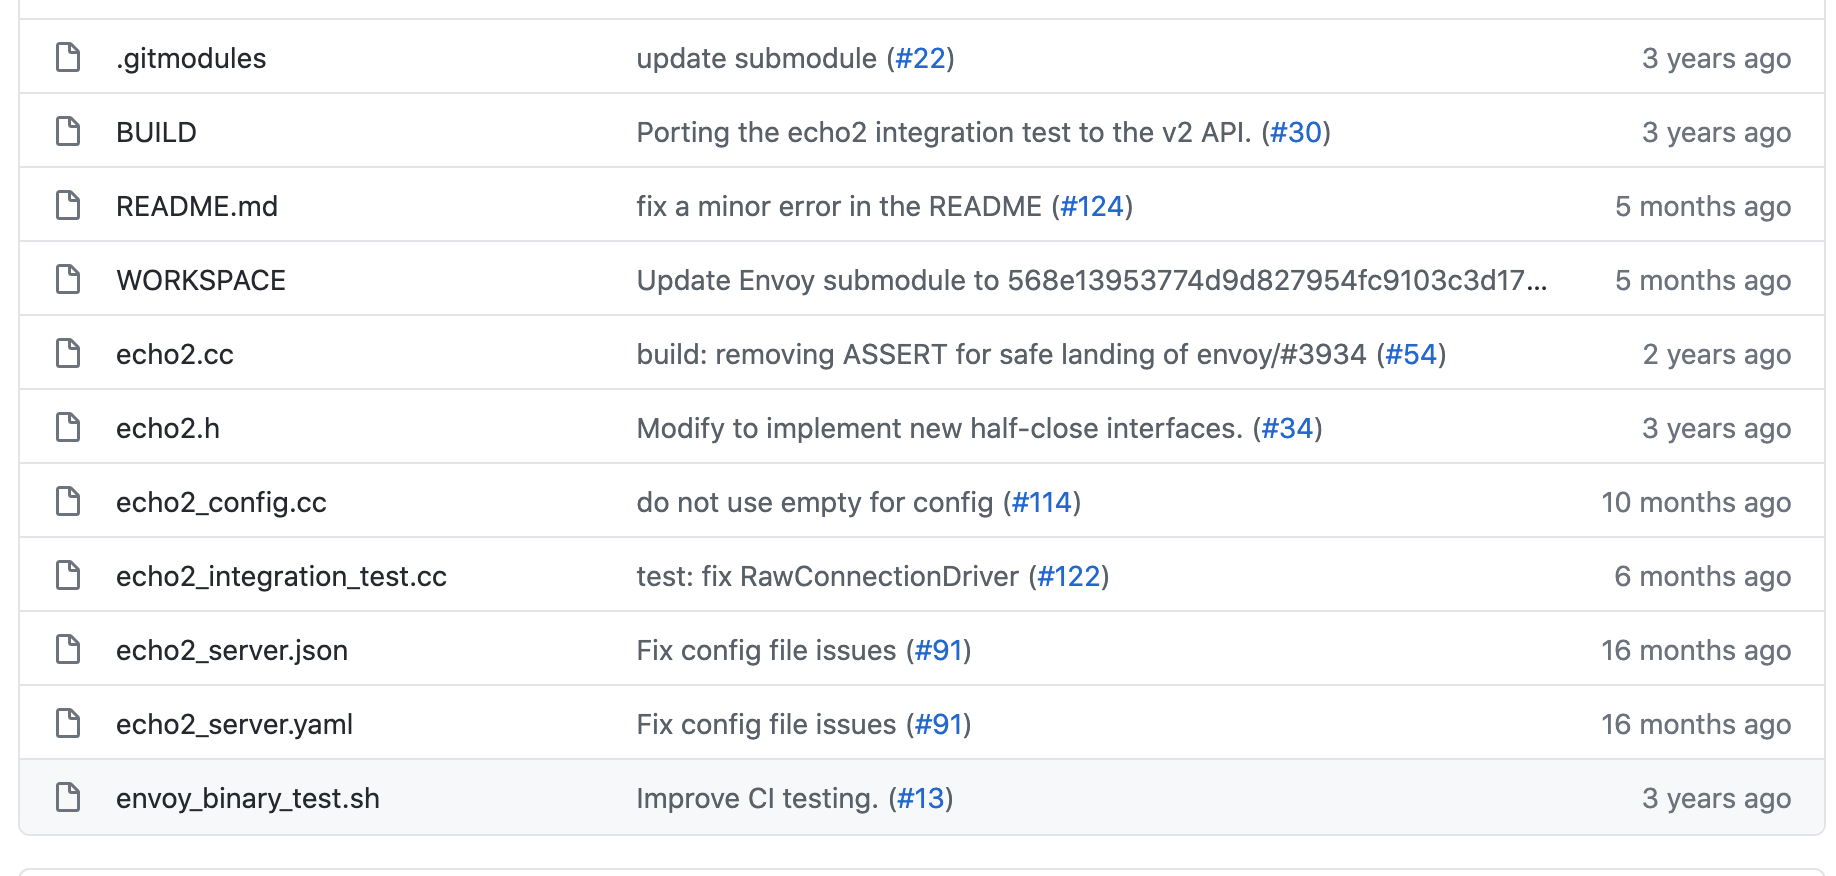 .gitmodules update submodule (#22) 3 years ago
BUILD Porting the echo2 integration test to the v2 API. (#30) 3 years ago
README.md fix a minor error in the README (#124) 5 months ago
WORKSPACE Update Envoy submodule to 568e13953774d9d827954fc9103c3d17... 5 months ago
echo2.cc build: removing ASSERT for safe landing of envoy/#3934 (#54) 2 years ago
echo2.h Modify to implement new half-close interfaces. (#34) 3 years ago
echo2_config.cc do not use empty for config (#114) 10 months ago
echo2_integration_test.cc test: fix RawConnectionDriver (#122) 6 months ago
echo2_server.json Fix config file issues (#91) 16 months ago
echo2_server.yaml Fix config file issues (#91) 16 months ago
envoy_binary_test.sh Improve CI testing. (#13) 3 years ago